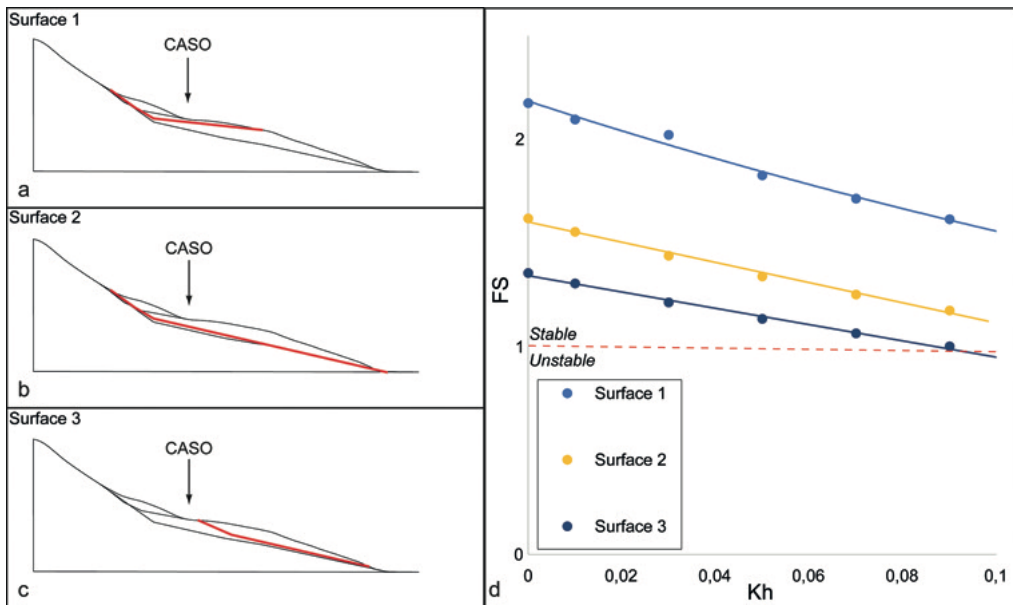 Surface 1
CASO
a
Surface 2
CASO
b
Surface 3
CASO
c
2
FS
Stable
1
Unstable
Surface 1
Surface 2
Surface 3
0
d
0 0,02 0,04 0,06 0,08 0,1
Kh